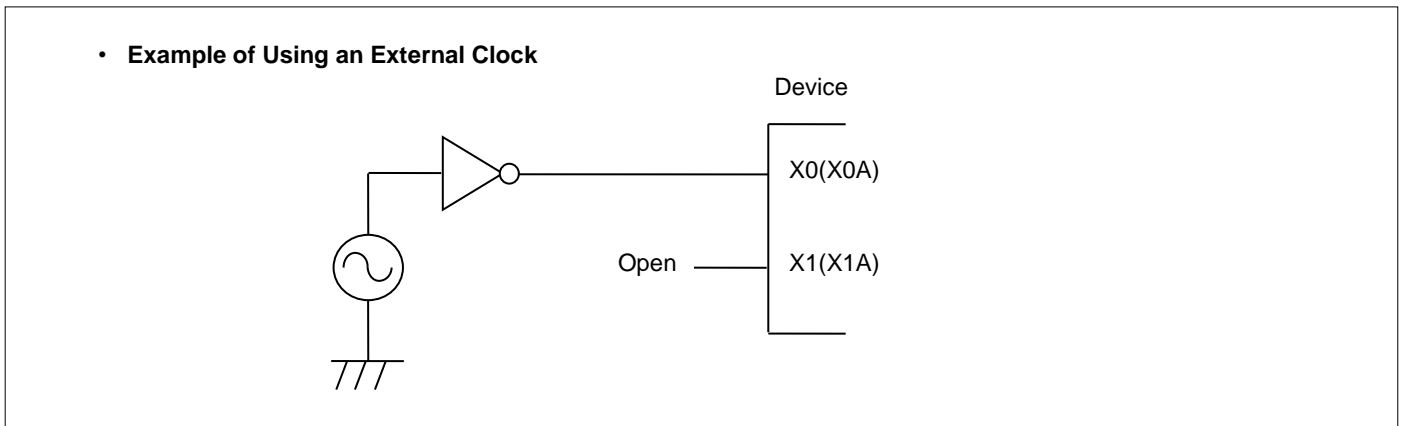 • Example of Using an External Clock
Device
X0(X0A)
Open
X1(X1A)